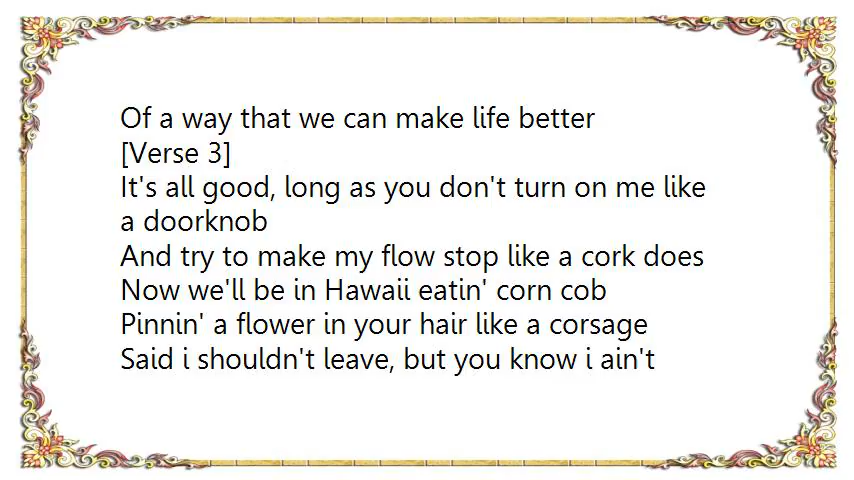 Of a way that we can make life better
[Verse 3]
It's all good, long as you don't turn on me like
a doorknob
And try to make my flow stop like a cork does
Now we'll be in Hawaii eatin' corn cob
Pinnin' a flower in your hair like a corsage
Said i shouldn't leave, but you know i ain't